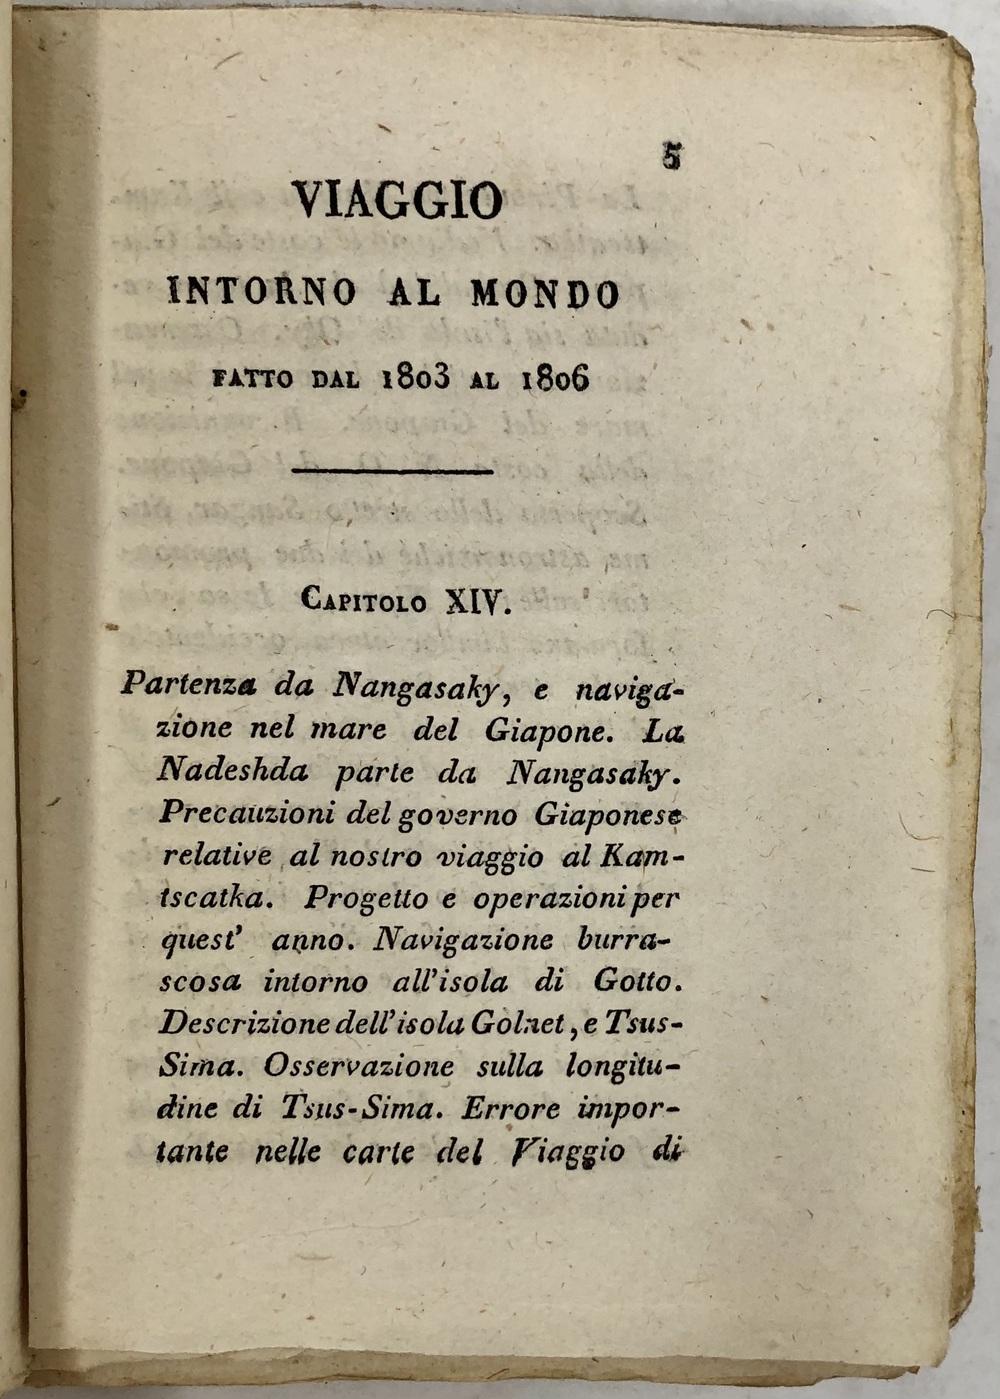 5
VIAGGIO
INTORNO AL MONDO
FATTO DAL 1803 AL 1806
CAPITOLO XIV.
Partenza da Nangasaky, e naviga-
zione nel mare del Giapone. La
Nadeshda parte da Nangasaky.
Precauzioni del governo Giaponese
relative al nostro viaggio al Kam-
tscatka. Progetto e operazioni per
quest' anno. Navigazione burra-
scosa intorno all'isola di Gotto.
Descrizione dell'isola Colnet, e Tsus-
Sima. Osservazione sulla longitu-
dine di Tsus-Sima. Errore impor-
tante nelle carte del Viaggio di